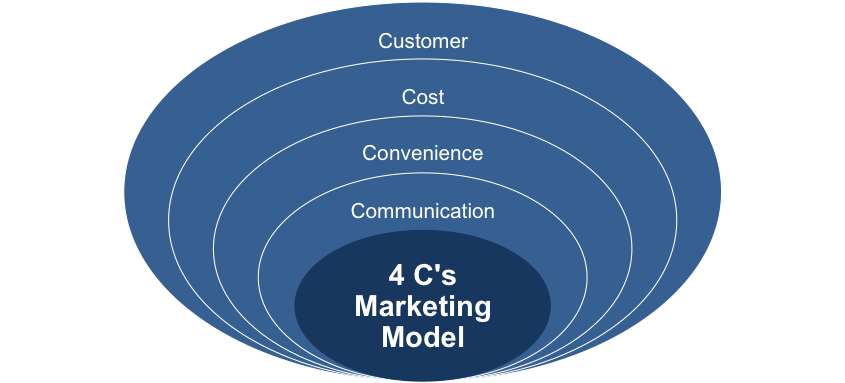 Customer
Cost
Convenience
Communication
4 C's
Marketing
Model